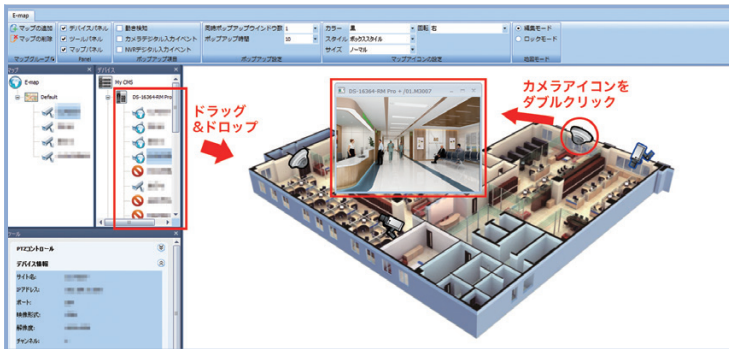 E-map
マップの追加
マップの削除
マップグループ&
デバイスパネル
ツールパネル
マップパネル
Panel
動き検知
カメラデジタル入力イベント
NVRデジタル入力イベント
ポップアップ項目
同時ポップアップウィンドウ数 1
ポップアップ時間 10
ポップアップ設定
カラー 黒
スタイル ボックススタイル
サイズ ノーマル
回転 右
マップアイコンの設定
編集モード
ロックモード
マップ
デバイス
E-map
Default
My CMS
DS-16364-RM Pro
ドラッグ
&ドロップ
DS-16364-RM Pro
カメラアイコンを
ダブルクリック
ツール
PTZコントロール
デバイス情報
サイト名:
IPアドレス:
ポート:
映像形式:
解像度:
チャンネル: